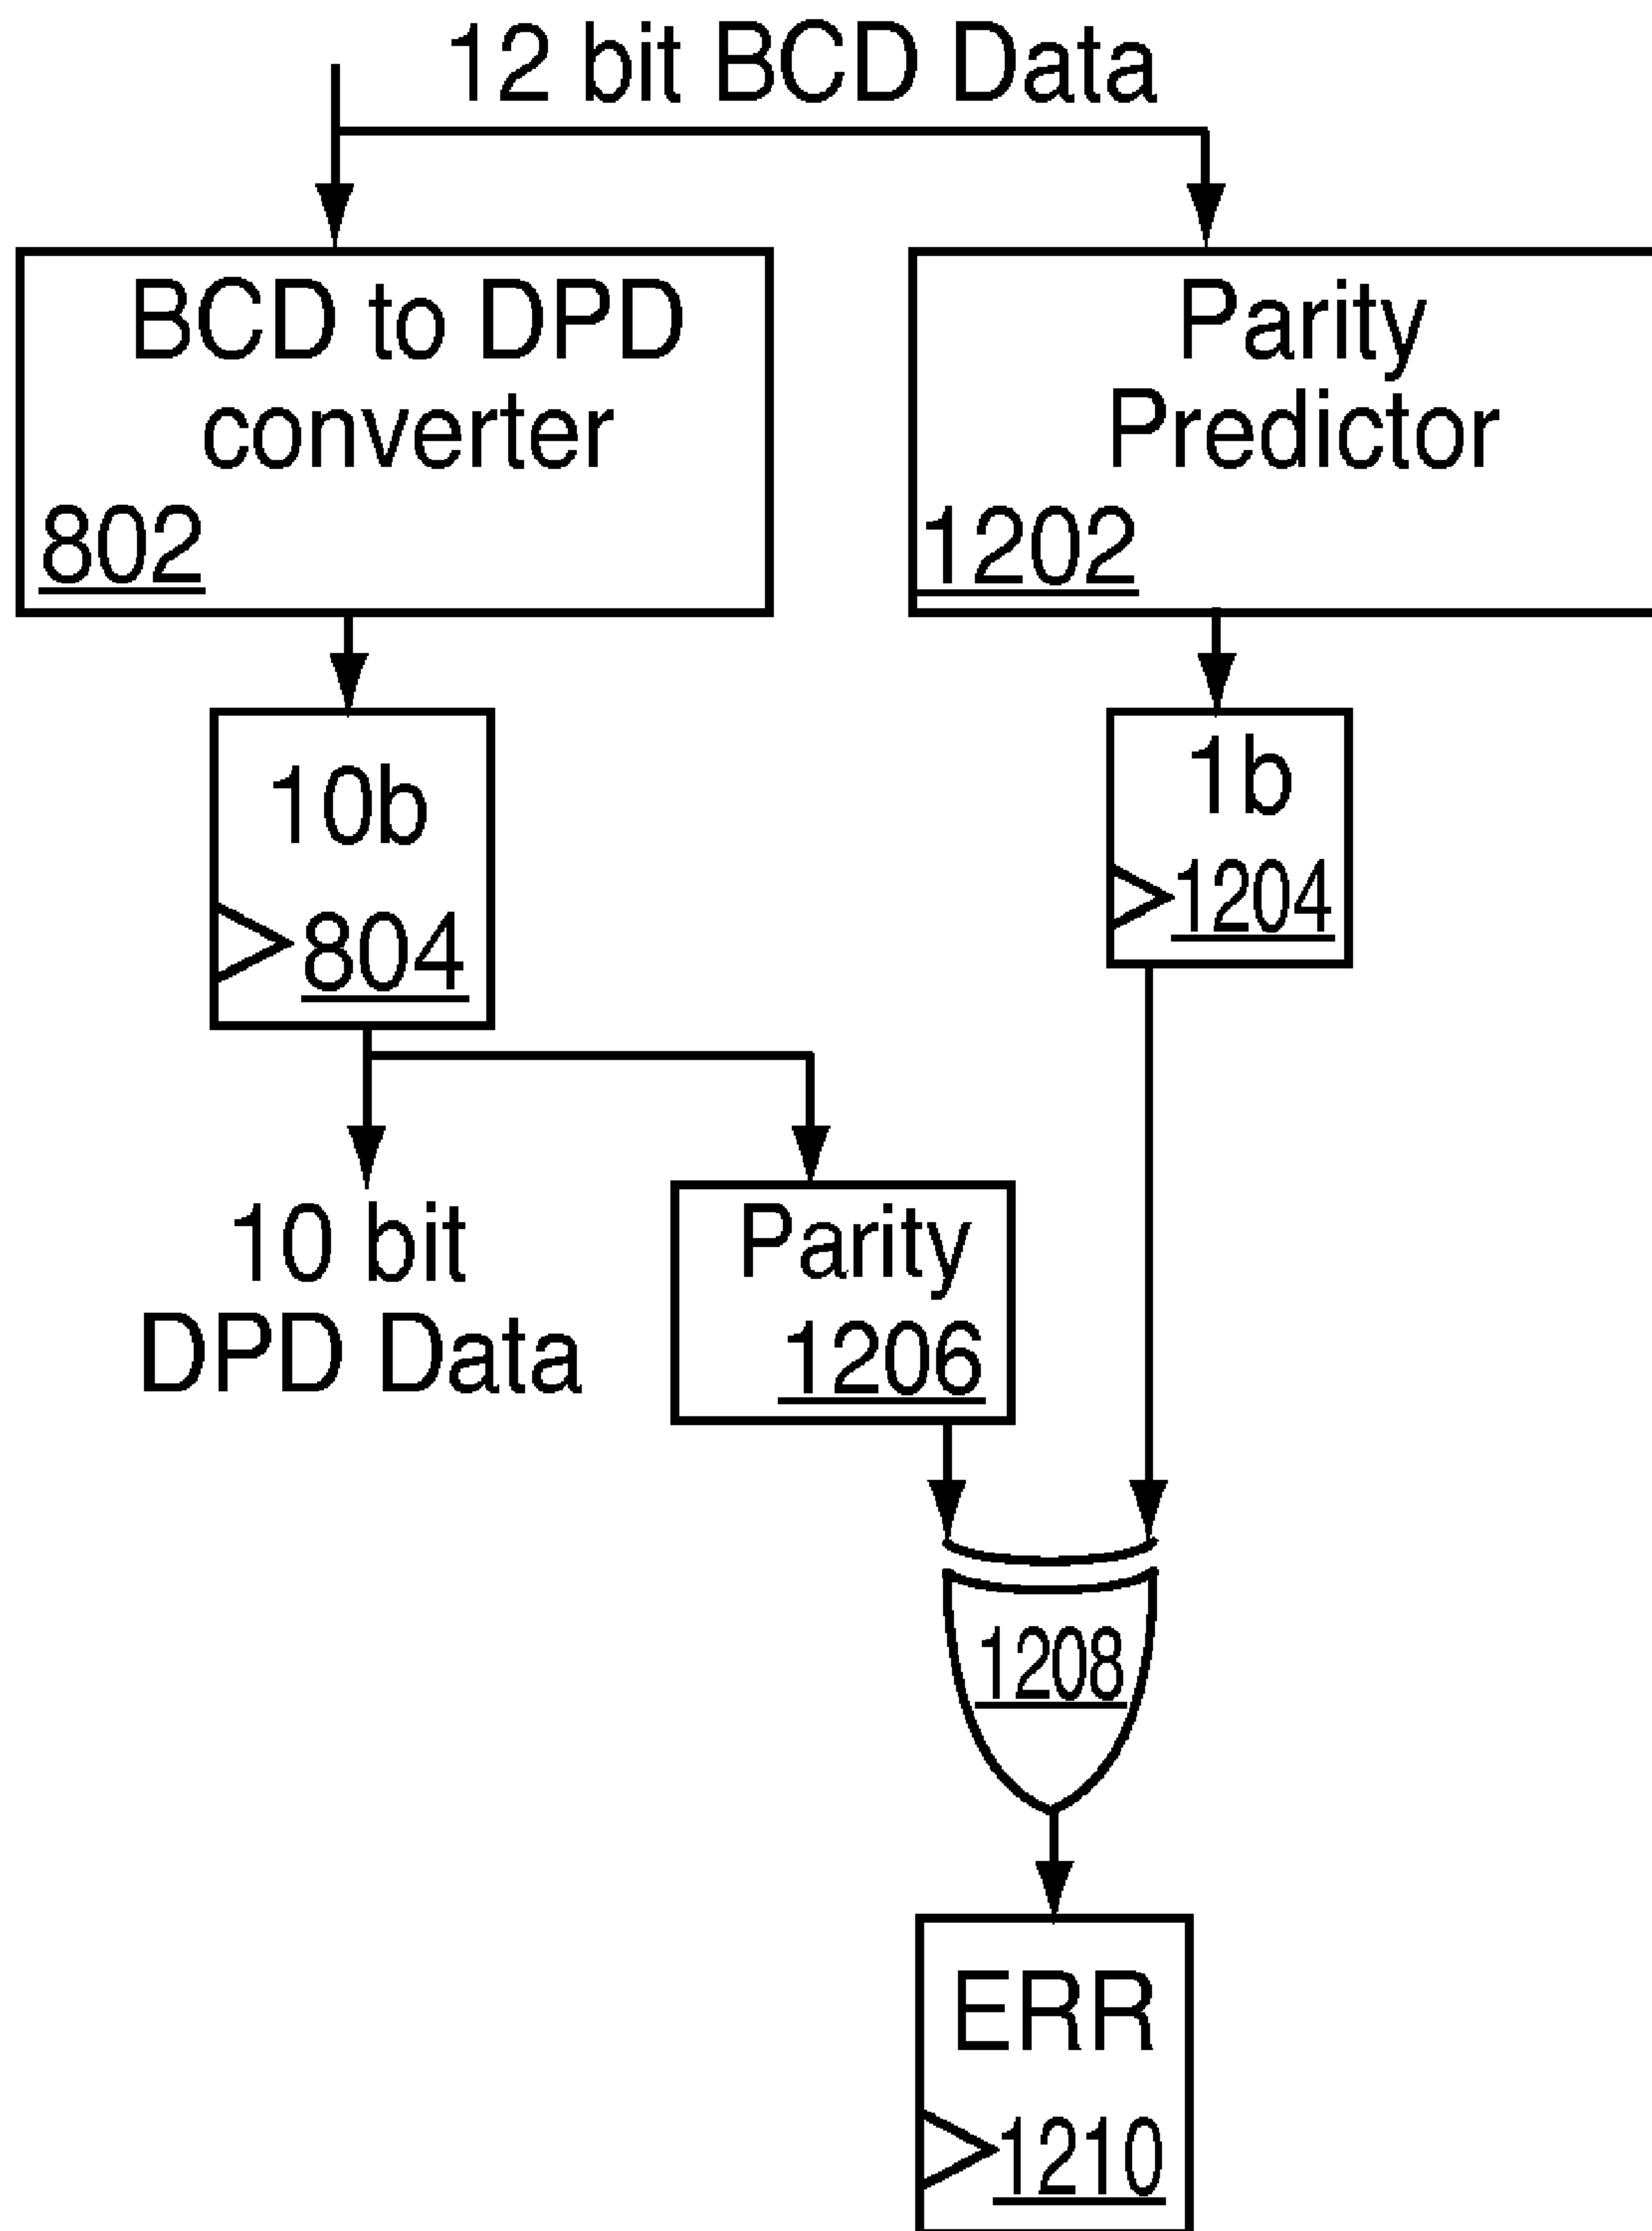 12 bit BCD Data
BCD to DPD
converter
802
Parity
Predictor
1202
10b
804
1b
1204
10 bit
DPD Data
Parity
1206
1208
ERR
1210